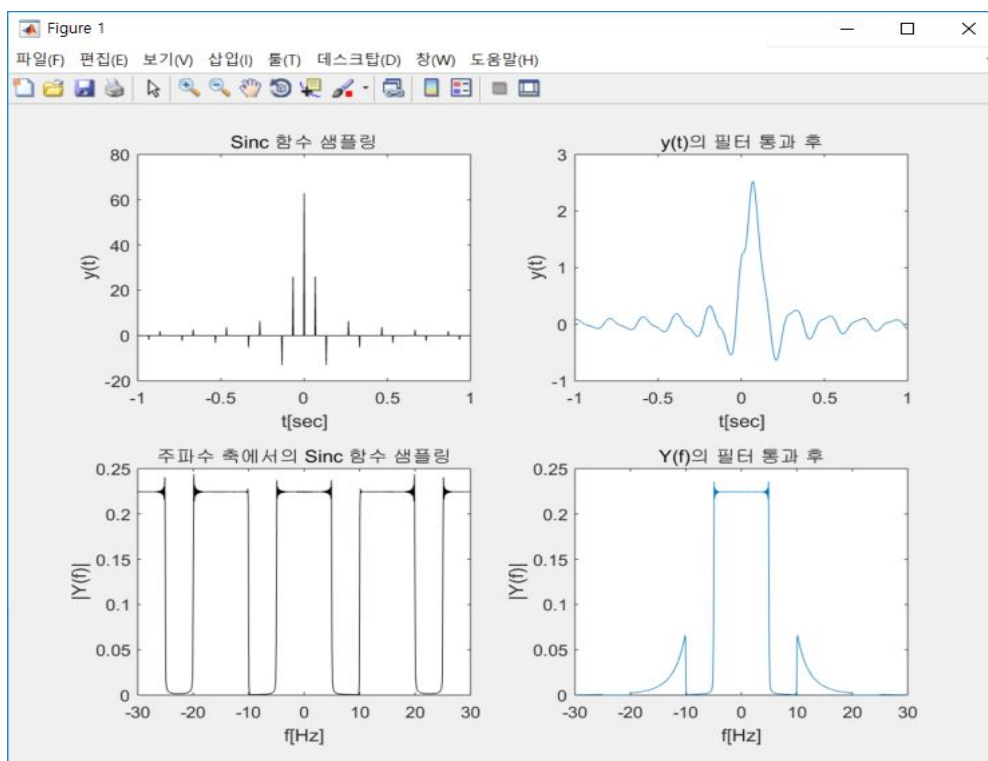 Figure 1
파일(F) 편집(E) 보기(V) 삽입(I) 툴(T) 데스크탑(D) 창(W) 도움말(H)
Sinc 함수 샘플링
80
60
40
20
0
-20
y(t)
-1 -0.5 0 0.5 1
t[sec]
y(t)의 필터 통과 후
3
2
1
0
-1
y(t)
-1 -0.5 0 0.5 1
t[sec]
주파수 축에서의 Sinc 함수 샘플링
0.25
0.2
0.15
0.1
0.05
0
|Y(f)|
-30 -20 -10 0 10 20 30
f[Hz]
Y(f)의 필터 통과 후
0.25
0.2
0.15
0.1
0.05
0
|Y(f)|
-30 -20 -10 0 10 20 30
f[Hz]